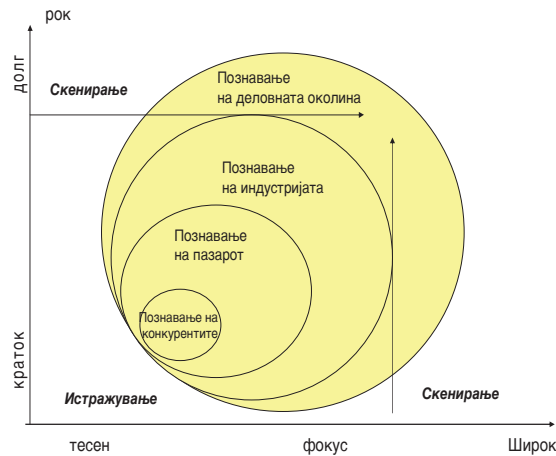 рок
долг
Скенирање
Познавање
на деловната околина
Познавање
на индустријата
Познавање
на пазарот
Познавање на
конкурентите
краток
Истражување
Скенирање
тесен
фокус
Широк